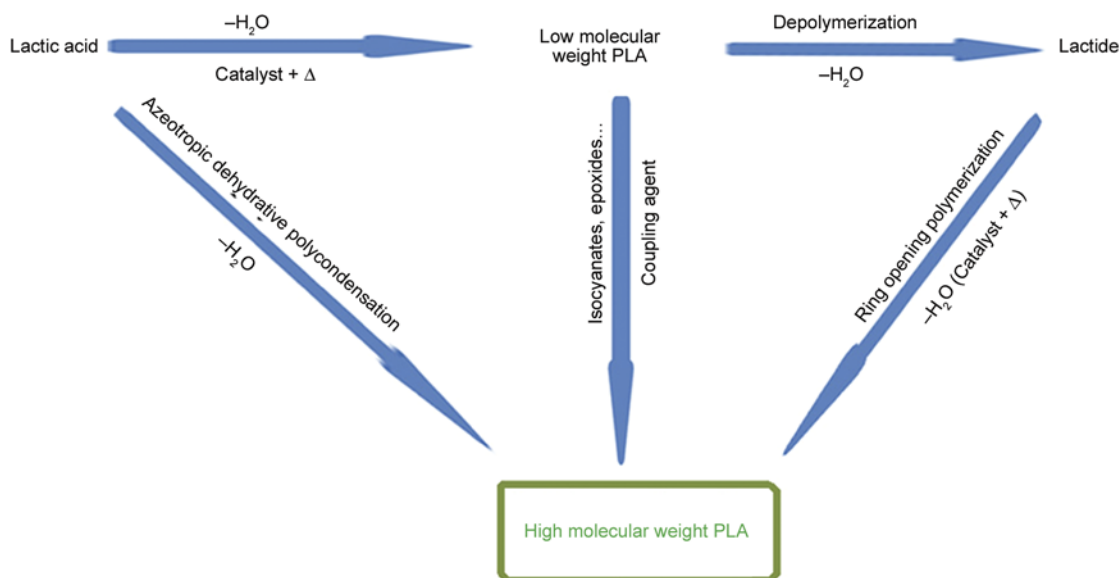 –H₂O
Depolymerization
Lactic acid
Low molecular
weight PLA
Lactide
Catalyst + Δ
–H₂O
Azeotropic dehydrative polycondensation
–H₂O
Isocyanates, epoxides...
Coupling agent
Ring opening polymerization
–H₂O (Catalyst + Δ)
High molecular weight PLA